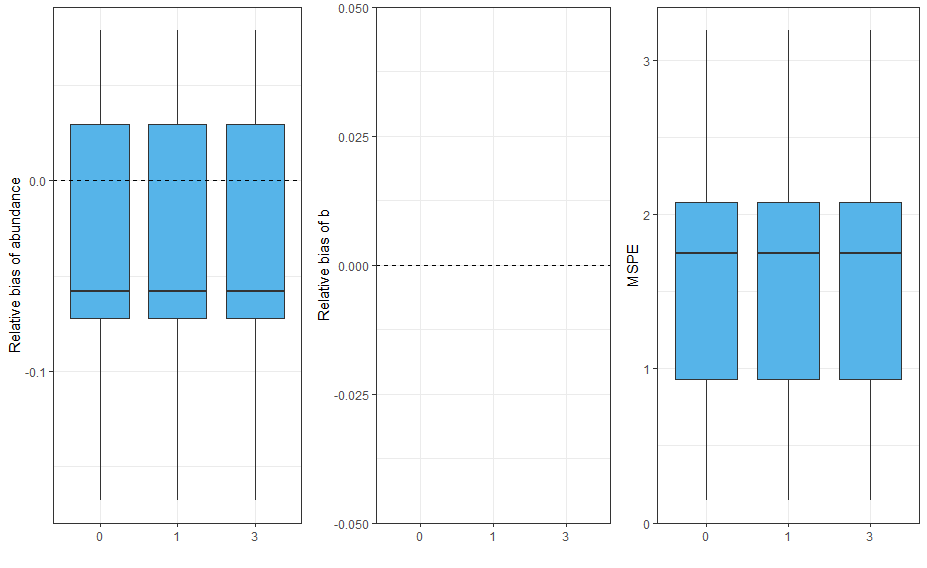 Relative bias of abundance
0.0
-0.1
0 1 3
Relative bias of b
0.050
0.025
0.000
-0.025
-0.050
0 1 3
MSPE
3
2
1
0
0 1 3